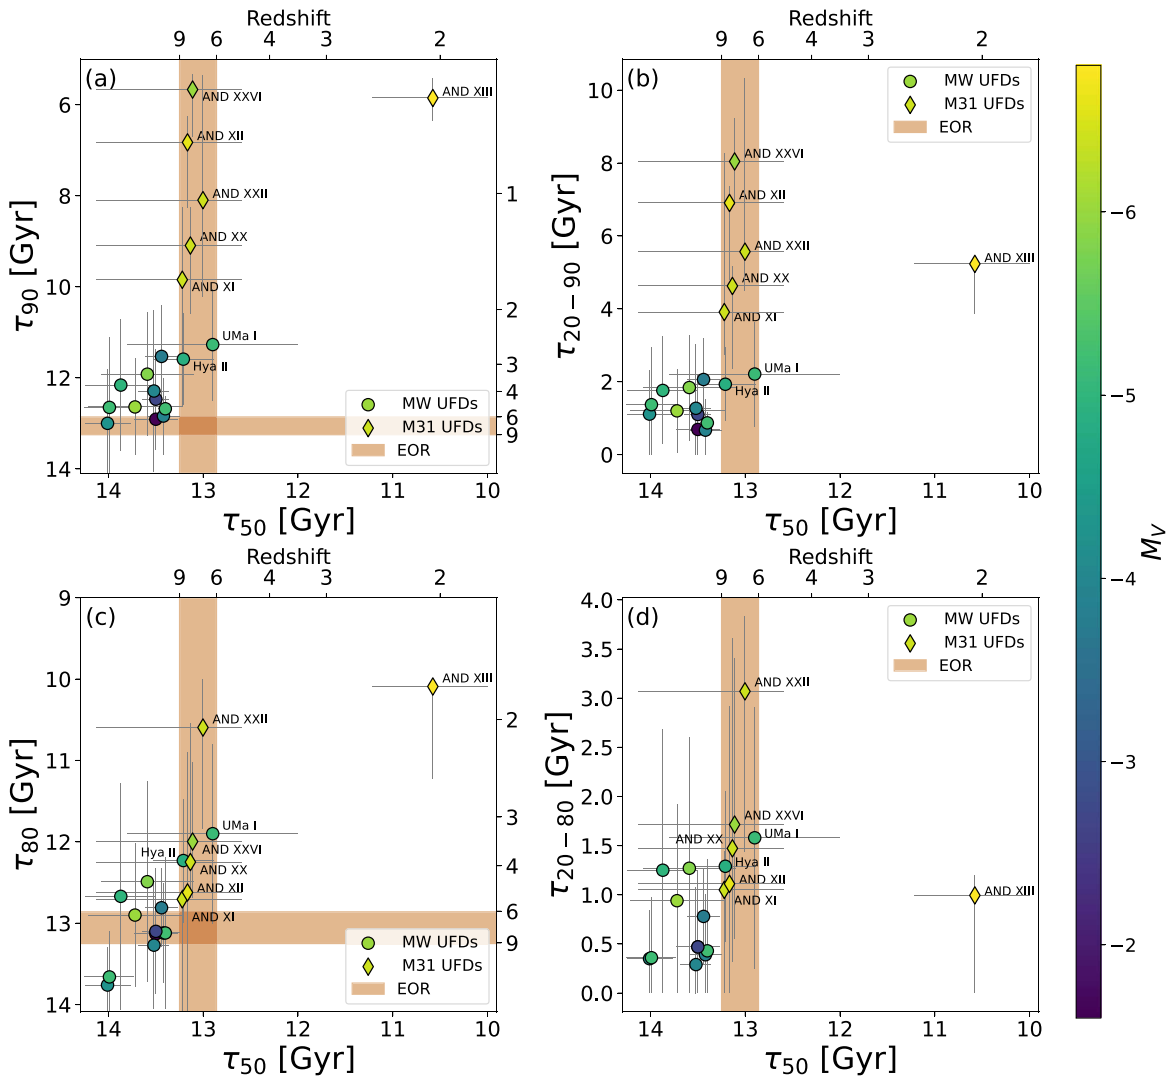 Redshift
9 6 4 3 2
(a)
AND XXVI
AND XIII
AND XII
AND XXII
AND XX
AND XI
UMa I
Hya II
MW UFDs
M31 UFDs
EOR
6
8
10
12
14
1
2
3
4
6
9
τ90 [Gyr]
14 13 12 11 10
τ50 [Gyr]
Redshift
9 6 4 3 2
(b)
MW UFDs
M31 UFDs
EOR
AND XXVI
AND XII
AND XXII
AND XIII
AND XX
AND XI
UMa I
Hya II
10
8
6
4
2
0
τ20 − 90 [Gyr]
14 13 12 11 10
τ50 [Gyr]
Redshift
9 6 4 3 2
(c)
AND XIII
AND XXII
UMa I
Hya II
AND XXVI
AND XX
AND XII
AND XI
MW UFDs
M31 UFDs
EOR
9
10
11
12
13
14
2
3
4
6
9
τ80 [Gyr]
14 13 12 11 10
τ50 [Gyr]
Redshift
9 6 4 3 2
(d)
MW UFDs
M31 UFDs
EOR
AND XXII
AND XXVI
UMa I
AND XX
Hya II
AND XII
AND XI
AND XIII
4.0
3.5
3.0
2.5
2.0
1.5
1.0
0.5
0.0
τ20 − 80 [Gyr]
14 13 12 11 10
τ50 [Gyr]
−6
−5
−4
−3
−2
MV